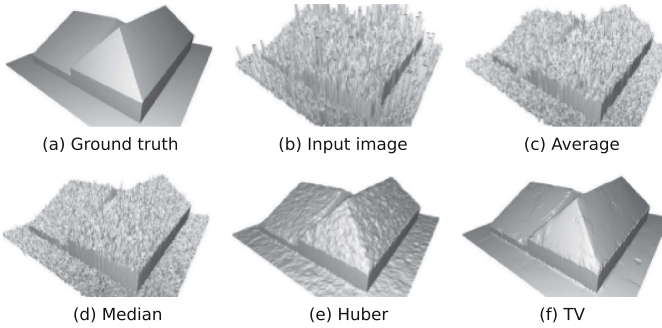 (a) Ground truth
(b) Input image
(c) Average
(d) Median
(e) Huber
(f) TV